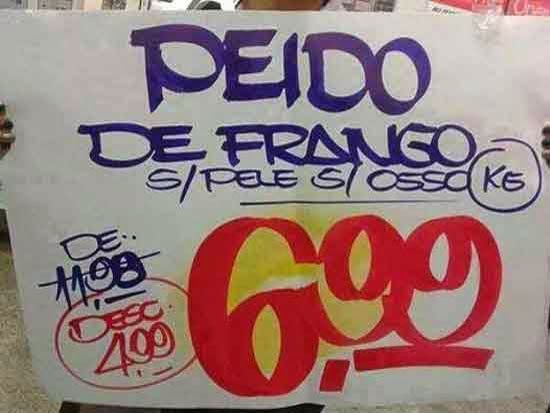 PEIDO
DE FRANGO
S/PELE S/OSSO KG
DE:
11,98
DESC.
4,99
6,99